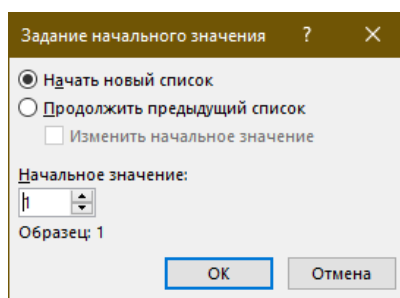 Задание начального значения ? ×
Начать новый список
Продолжить предыдущий список
Изменить начальное значение
Начальное значение:
1
Образец: 1
ОК Отмена